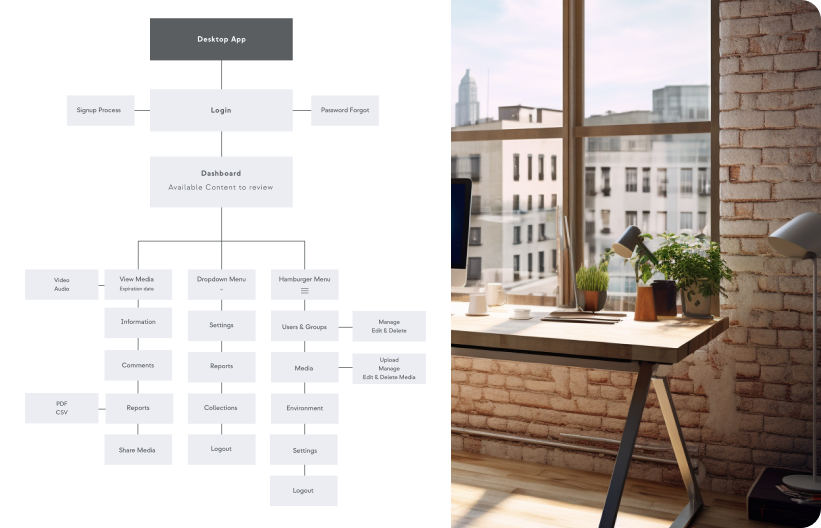 Desktop App
Signup Process
Login
Password Forgot
Dashboard
Available Content to review
Video
Audio
View Media
Expiration date
Dropdown Menu
Hamburger Menu
Information
Settings
Users & Groups
Manage
Edit & Delete
Comments
Reports
Media
Upload
Manage
Edit & Delete Media
PDF
CSV
Reports
Collections
Environment
Share Media
Logout
Settings
Logout